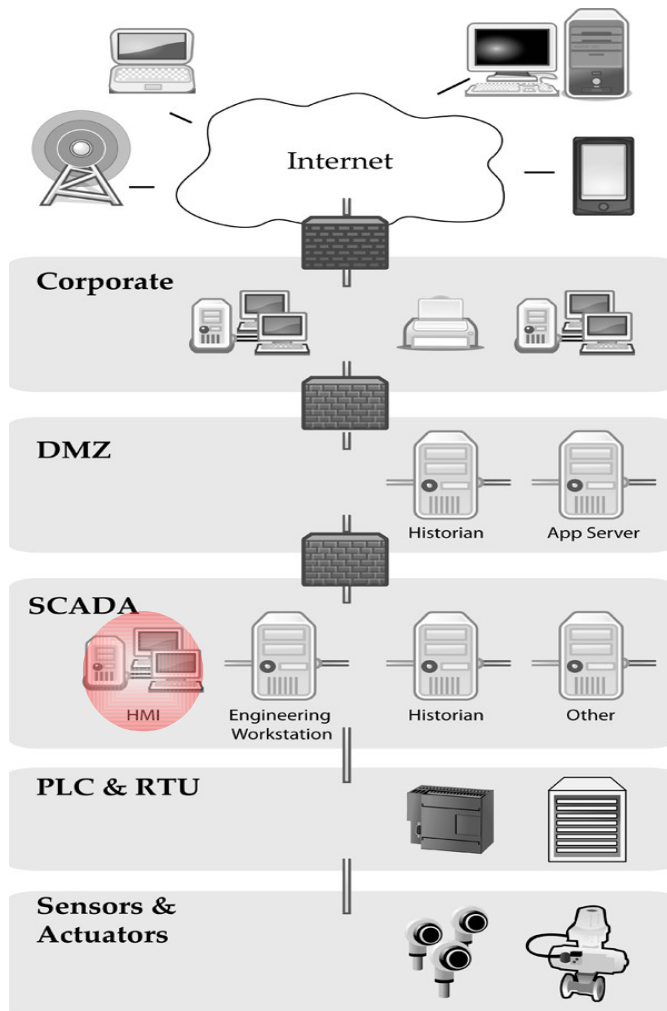 Internet
Corporate
DMZ
Historian
App Server
SCADA
HMI
Engineering
Workstation
Historian
Other
PLC & RTU
Sensors &
Actuators